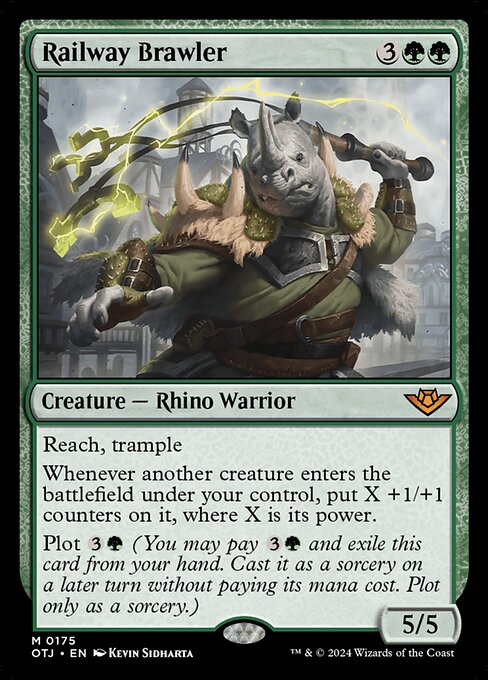 Railway Brawler 3
Creature — Rhino Warrior
Reach, trample
Whenever another creature enters the
battlefield under your control, put X +1/+1
counters on it, where X is its power.
Plot 3 (You may pay 3 and exile this
card from your hand. Cast it as a sorcery on
a later turn without paying its mana cost. Plot
only as a sorcery.)
5/5
M 0175
OTJ • EN Kevin Sidharta
™ & © 2024 Wizards of the Coast